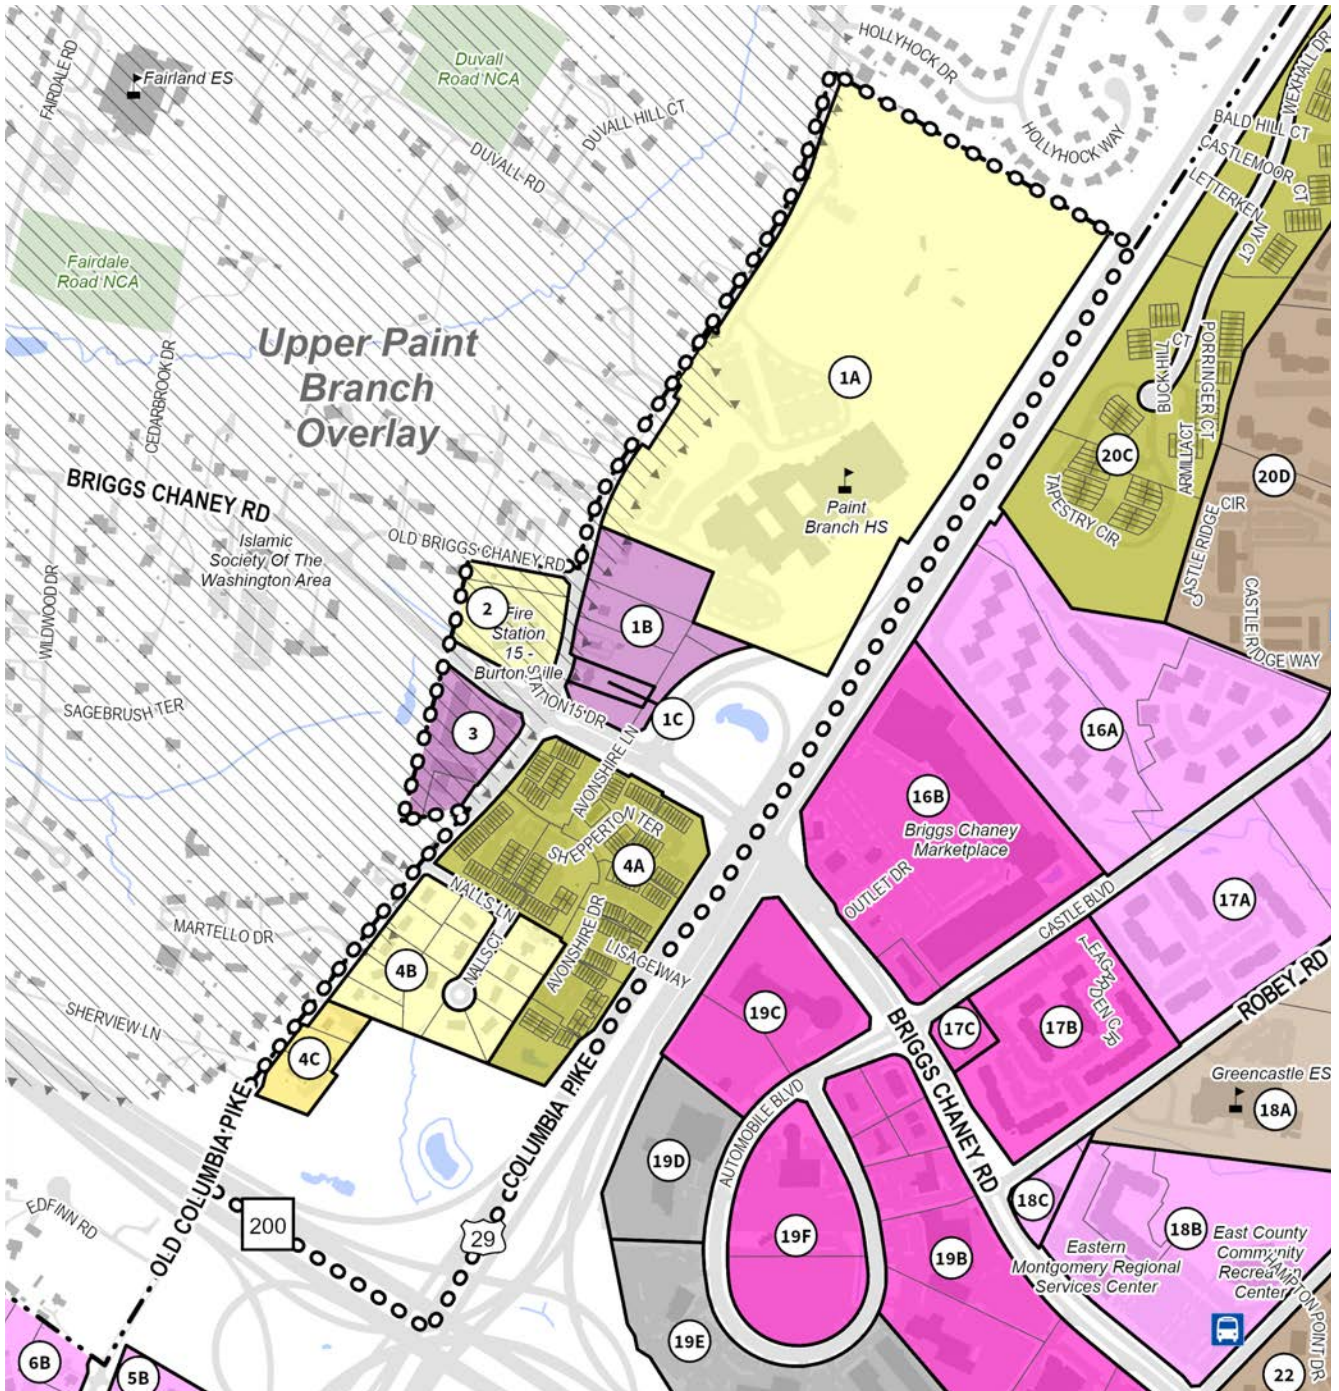 HOLLYHOCK DR
FAIRDALE RD
Fairland ES
Duvall
Road NCA
DUVALL HILL CT
DUVALL RD
HOLLYHOCK WAY
WEXHALL DR
BALD HILL CT
CASTLEMOOR CT
LETTERKENNY CT
Fairdale
Road NCA
CEDARBROOK DR
Upper Paint
Branch
Overlay
1A
BUCK HILL CT
PORRINGER CT
ARMILLA CT
20C
TAPESTRY CIR
20D
CASTLE RIDGE CIR
BRIGGS CHANEY RD
Paint
Branch HS
Islamic
Society Of The
Washington Area
OLD BRIGGS CHANEY RD
WILDWOOD DR
2
Fire
Station
15 -
Burtonsville
STATION 15 DR
1B
1C
CASTLE RIDGE WAY
SAGEBRUSH TER
3
16A
AVONSHIRE LN
SHEPPERTON TER
4A
16B
Briggs Chaney
Marketplace
OUTLET DR
CASTLE BLVD
17A
NALLS LN
MARTELLO DR
NALLS CT
AVONSHIRE DR
LISAGE WAY
4B
19C
17C
17B
ROBEY RD
SHERVIEW LN
4C
BRIGGS CHANEY RD
Greencastle ES
18A
OLD COLUMBIA PIKE
COLUMBIA PIKE
AUTOMOBILE BLVD
19D
18C
EDFINN RD
200
29
19F
19B
18B
Eastern
Montgomery Regional
Services Center
East County
Community
Recreation
Center
HAMPTON POINT DR
19E
6B
5B
22